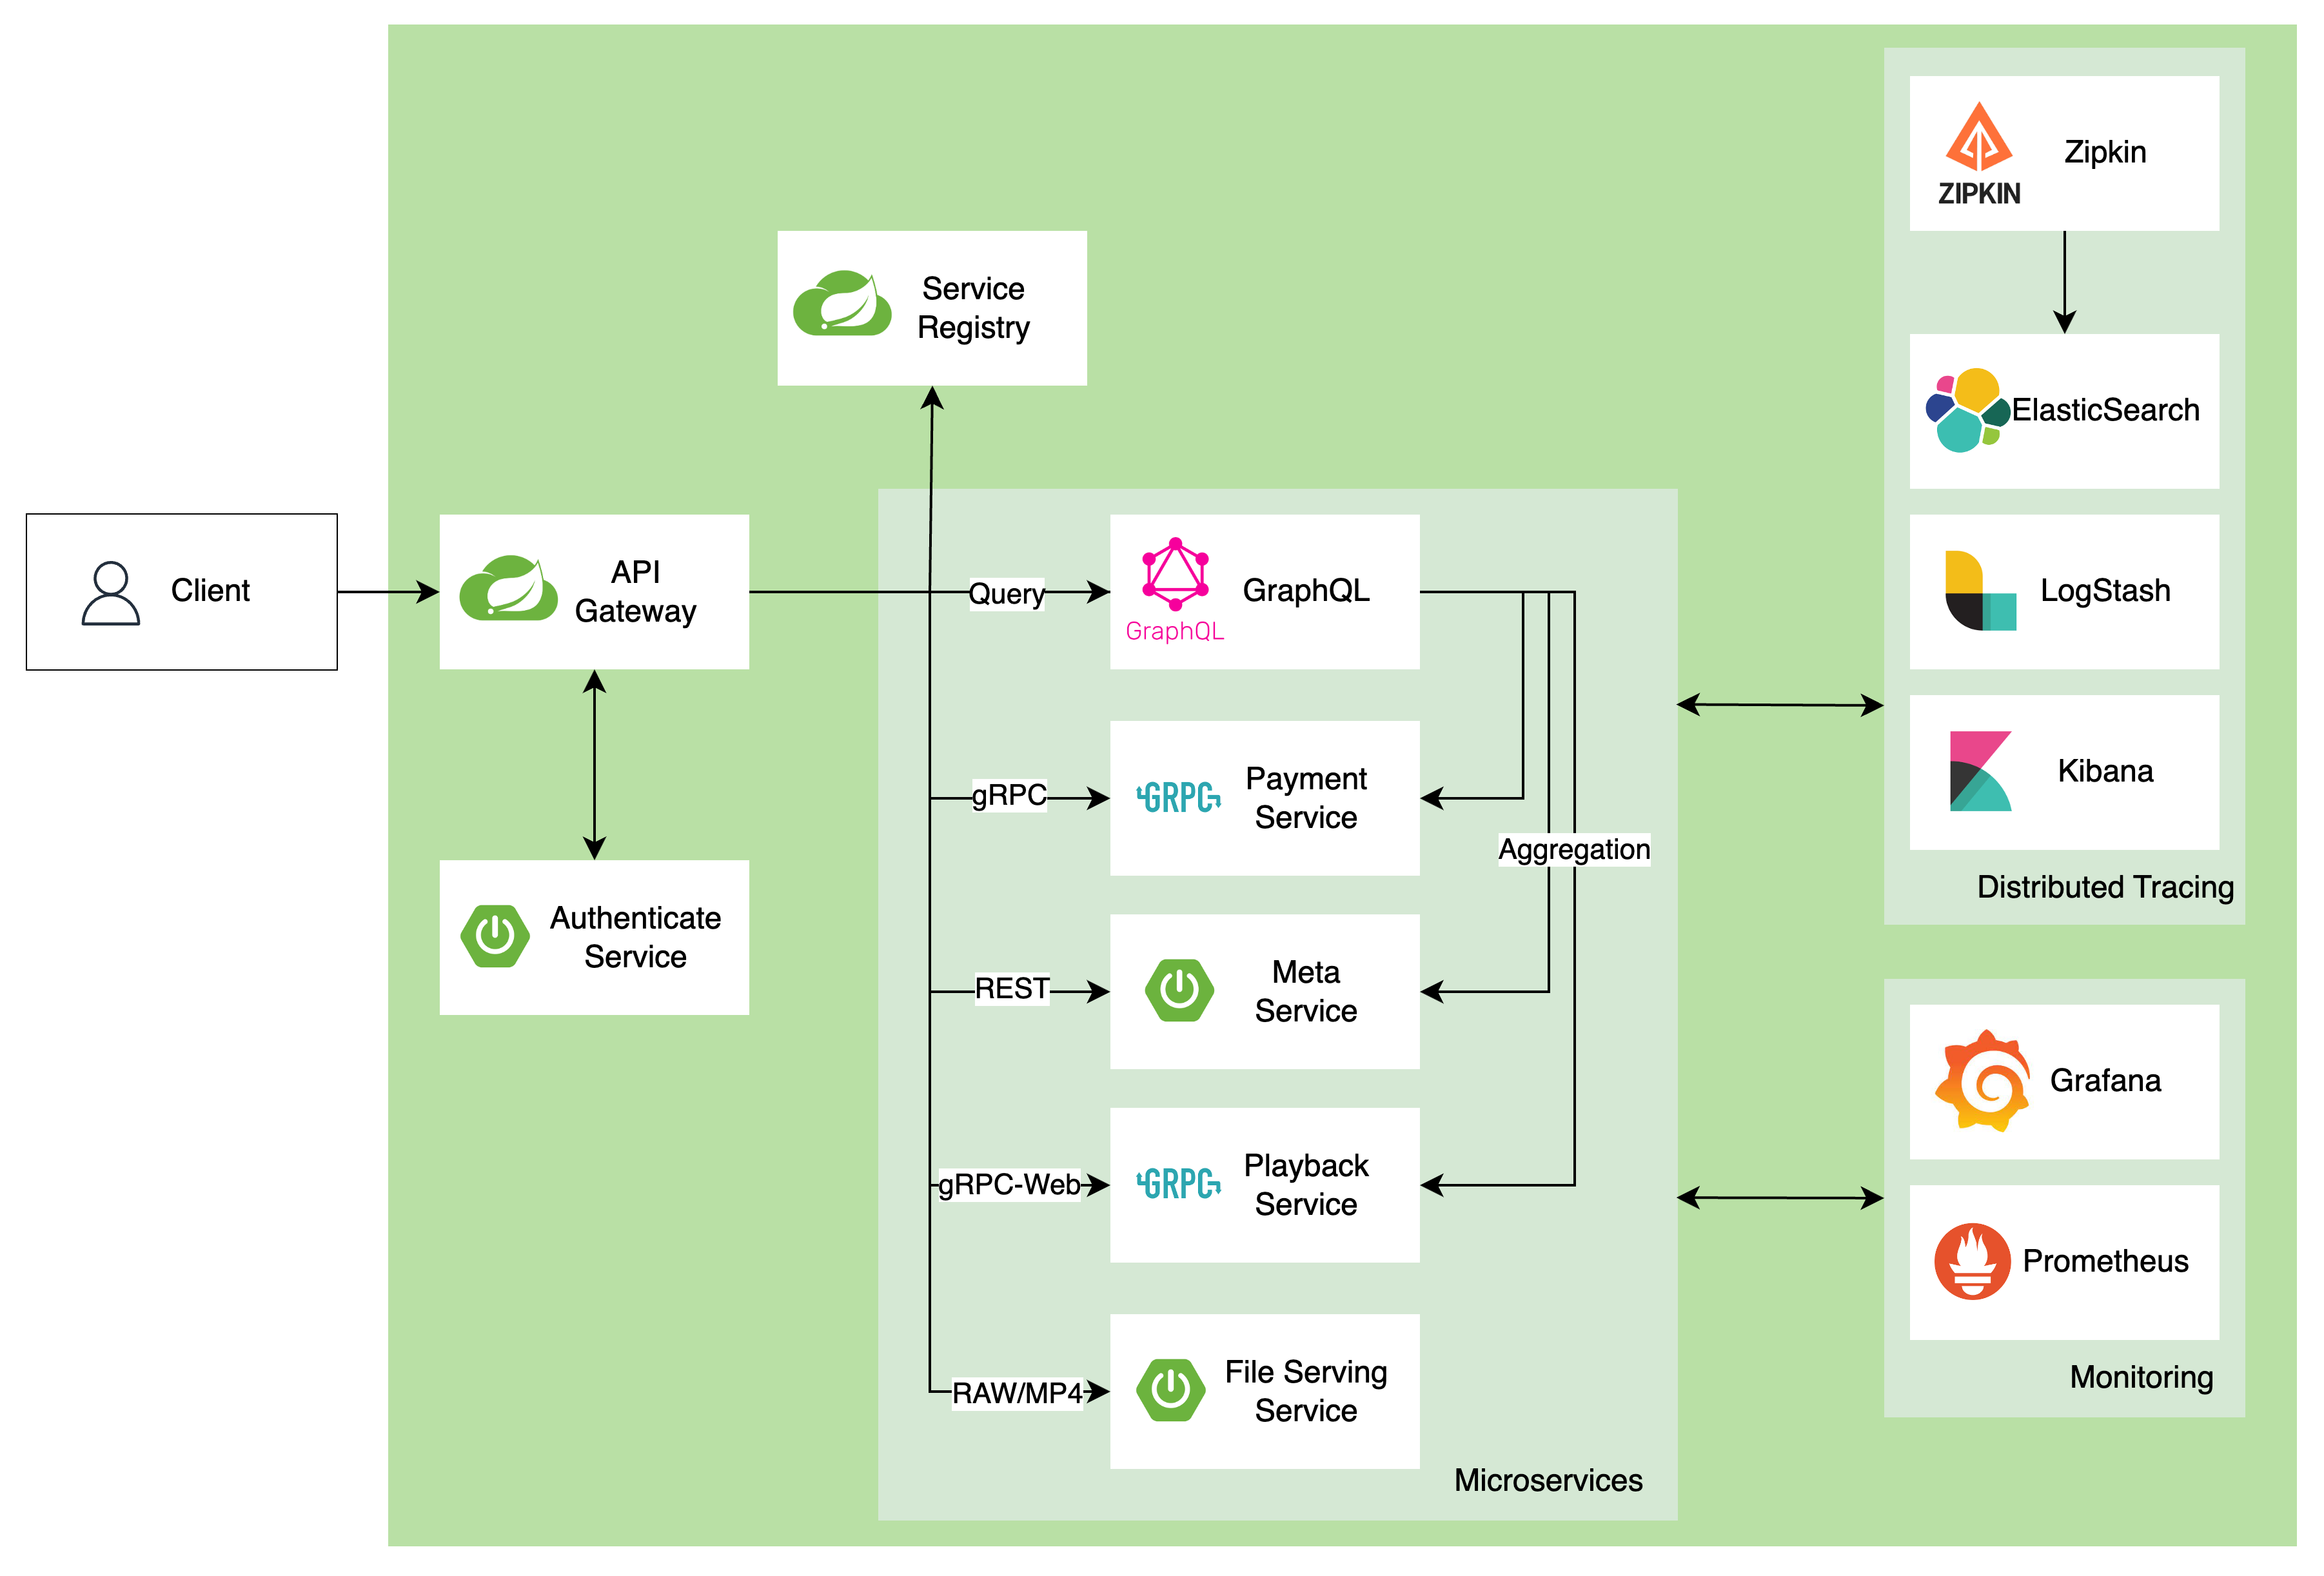 Client
API
Gateway
Authenticate
Service
Service
Registry
Query
gRPC
REST
gRPC-Web
RAW/MP4
GraphQL
GraphQL
GRPC
Payment
Service
Meta
Service
GRPC
Playback
Service
File Serving
Service
Aggregation
Microservices
ZIPKIN
Zipkin
ElasticSearch
LogStash
Kibana
Distributed Tracing
Grafana
Prometheus
Monitoring